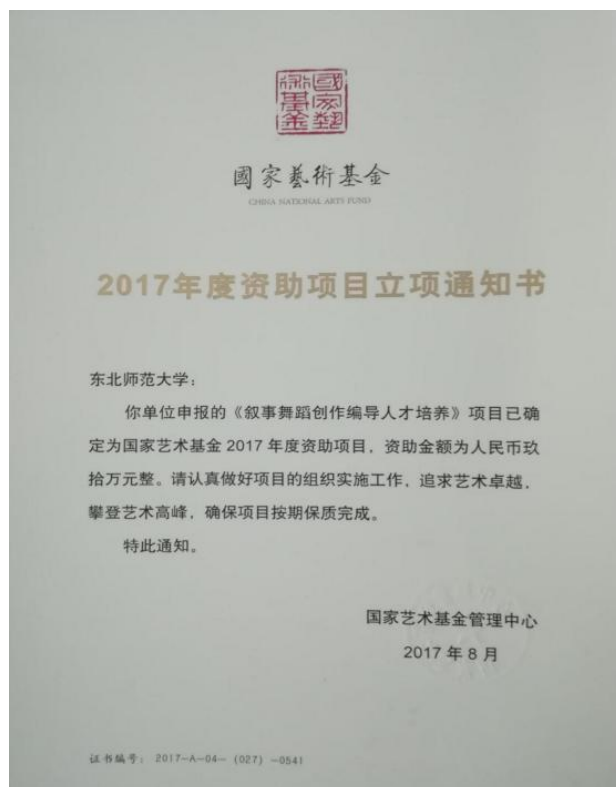 國家藝術基金
國家藝術基金
CHINA NATIONAL ARTS FUND
2017年度资助项目立项通知书
东北师范大学：
你单位申报的《叙事舞蹈创作编导人才培养》项目已确
定为国家艺术基金 2017 年度资助项目，资助金额为人民币玖
拾万元整。请认真做好项目的组织实施工作，追求艺术卓越，
攀登艺术高峰，确保项目按期保质完成。
特此通知。
国家艺术基金管理中心
2017 年 8 月
证书编号： 2017-A-04-（027）-0541